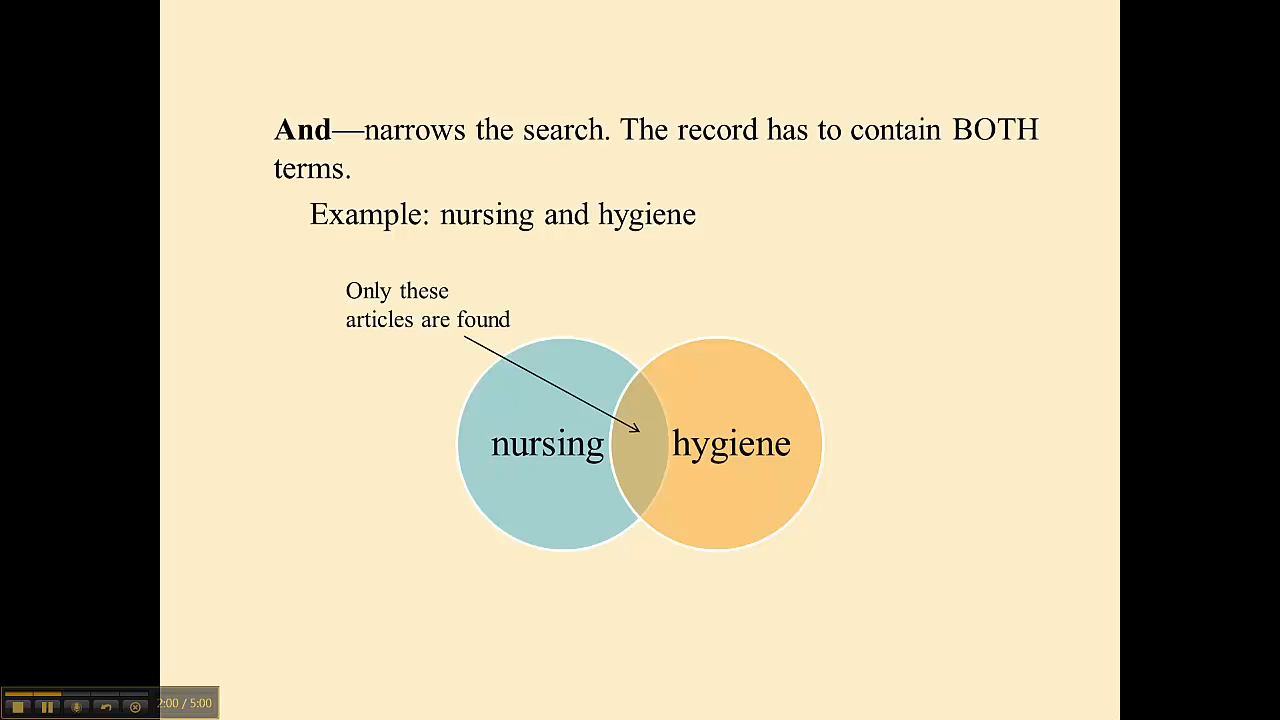 And—narrows the search. The record has to contain BOTH
terms.
Example: nursing and hygiene
Only these
articles are found
nursing
hygiene
2:00 / 5:00